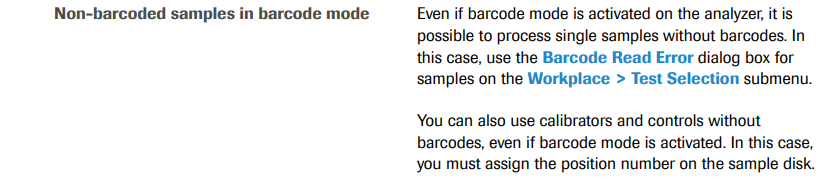 Non-barcoded samples in barcode mode
Even if barcode mode is activated on the analyzer, it is
possible to process single samples without barcodes. In
this case, use the Barcode Read Error dialog box for
samples on the Workplace > Test Selection submenu.
You can also use calibrators and controls without
barcodes, even if barcode mode is activated. In this case,
you must assign the position number on the sample disk.